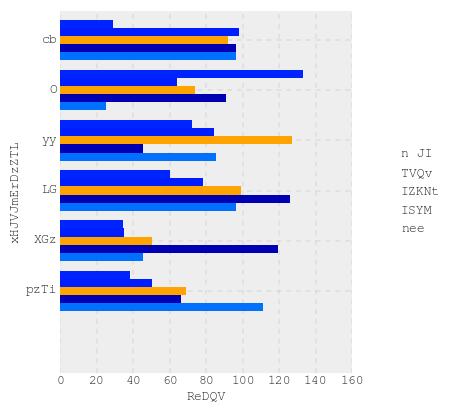 cb
O
yy
LG
XGz
pzTi
xHJVJmErDzZTL
0 20 40 60 80 100 120 140 160
ReDQV
n JI
TVQv
IZKNt
ISYM
nee